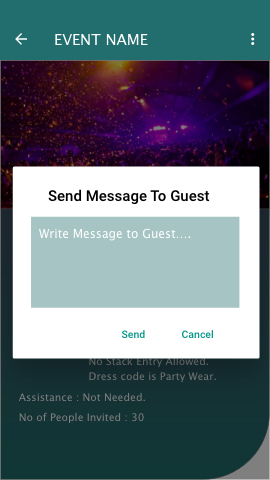 EVENT NAME
Send Message To Guest
Write Message to Guest....
Send Cancel
No Stack Entry Allowed.
Dress code is Party Wear.
Assistance : Not Needed.
No of People Invited : 30